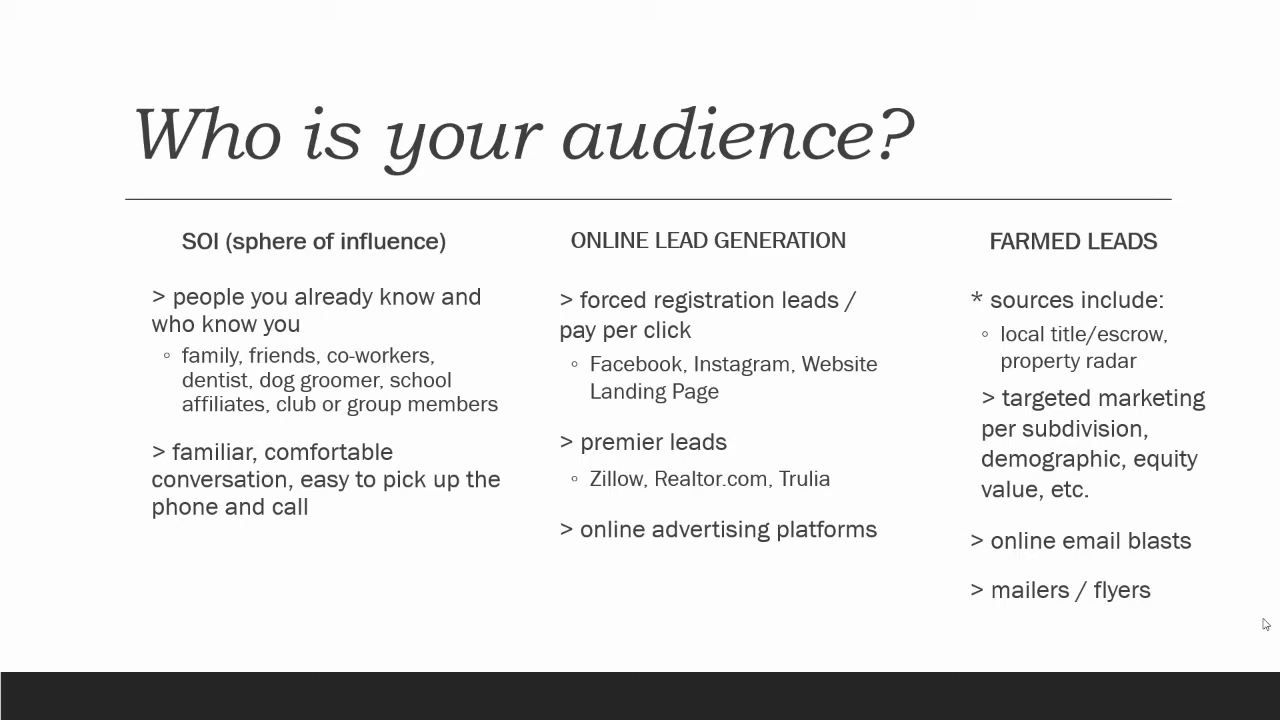 Who is your audience?
SOI (sphere of influence)
> people you already know and
who know you
◦ family, friends, co-workers,
dentist, dog groomer, school
affiliates, club or group members
> familiar, comfortable
conversation, easy to pick up the
phone and call
ONLINE LEAD GENERATION
> forced registration leads /
pay per click
◦ Facebook, Instagram, Website
Landing Page
> premier leads
◦ Zillow, Realtor.com, Trulia
> online advertising platforms
FARMED LEADS
* sources include:
◦ local title/escrow,
property radar
> targeted marketing
per subdivision,
demographic, equity
value, etc.
> online email blasts
> mailers / flyers